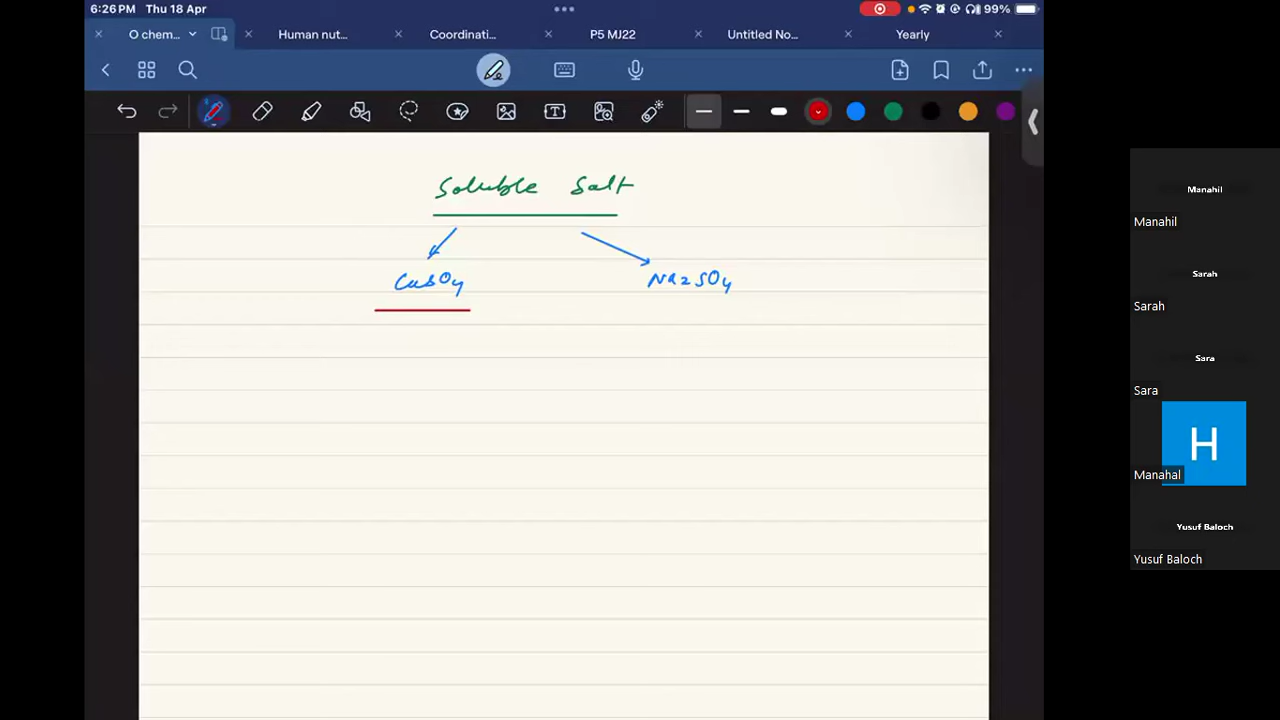 6:26 PM Thu 18 Apr
99%
O chem...
Human nut...
Coordinati...
P5 MJ22
Untitled No...
Yearly
Soluble Salt
CuSO4
Na2SO4
Manahil
Manahil
Sarah
Sarah
Sara
Sara
H
Manahal
Yusuf Baloch
Yusuf Baloch